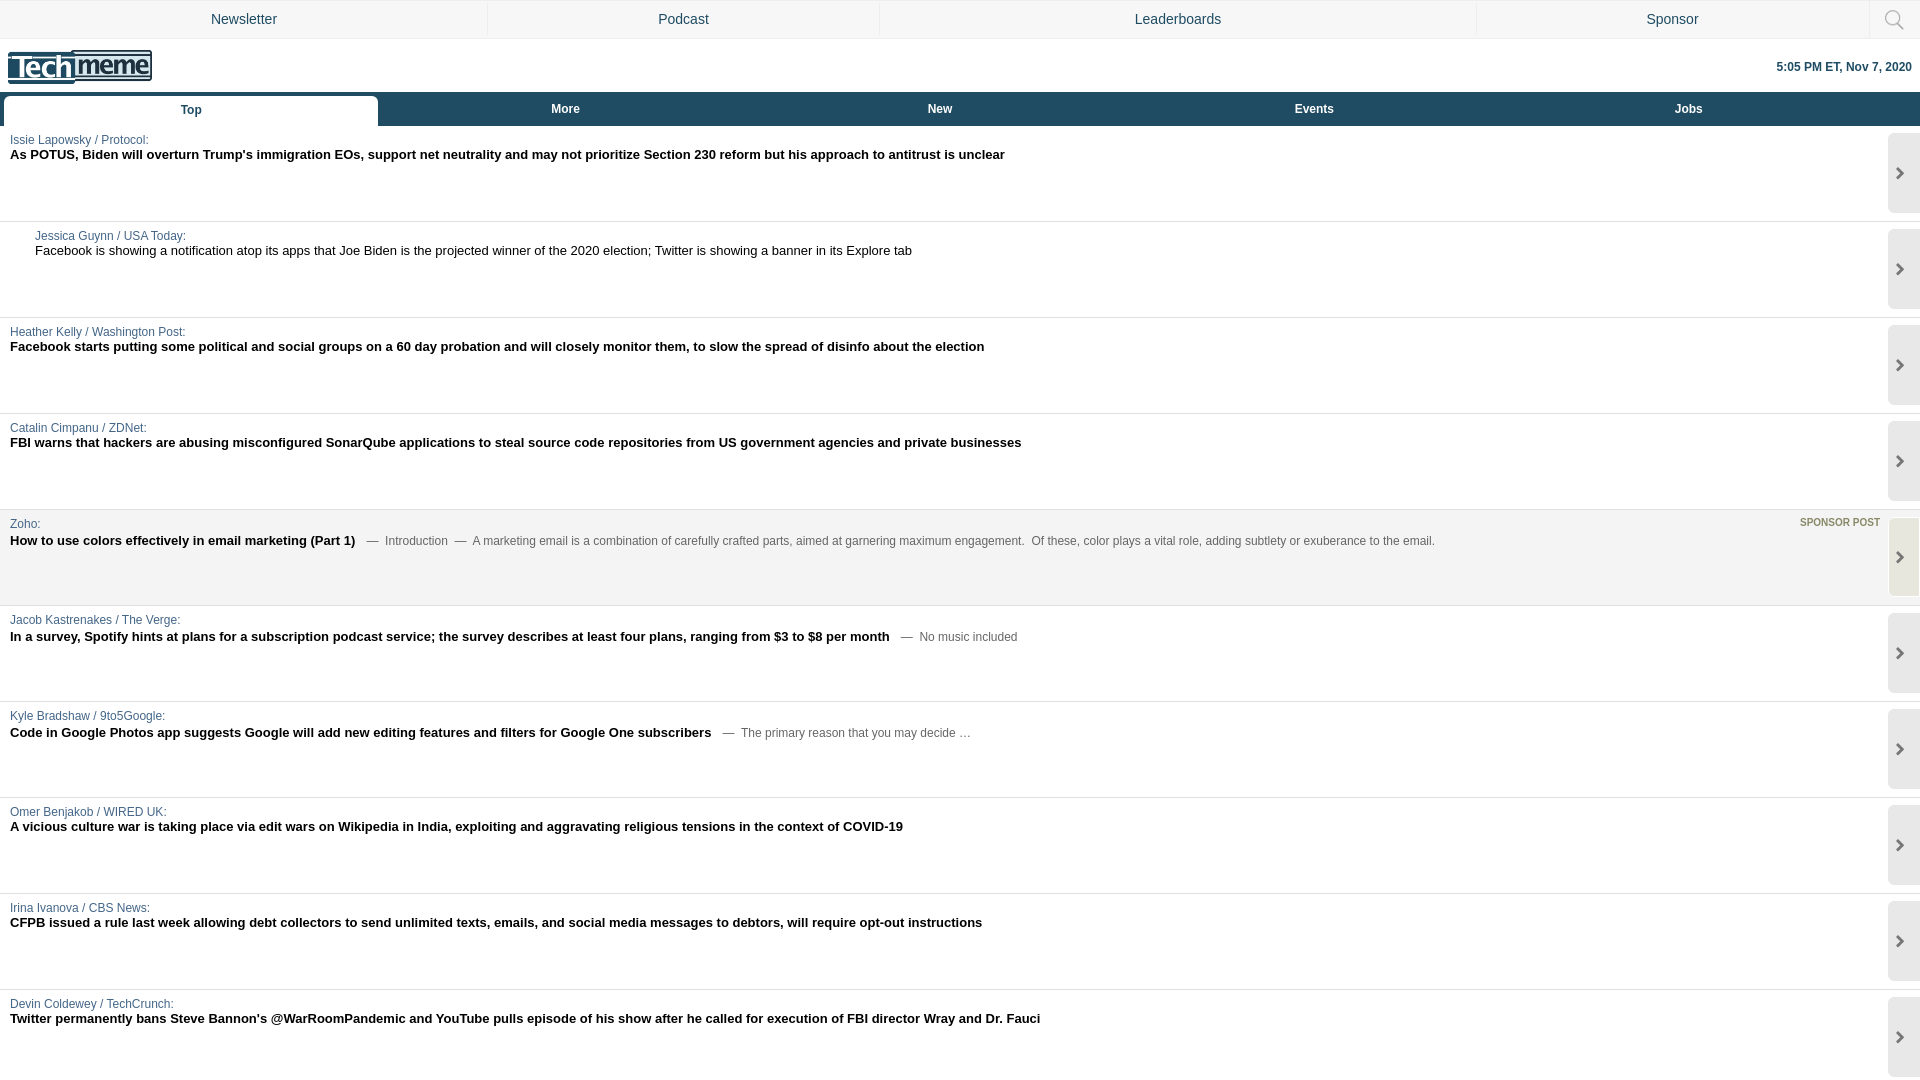 Newsletter Podcast Leaderboards Sponsor
Techmeme 5:05 PM ET, Nov 7, 2020
Top More New Events Jobs
Issie Lapowsky / Protocol:
As POTUS, Biden will overturn Trump's immigration EOs, support net neutrality and may not prioritize Section 230 reform but his approach to antitrust is unclear
Jessica Guynn / USA Today:
Facebook is showing a notification atop its apps that Joe Biden is the projected winner of the 2020 election; Twitter is showing a banner in its Explore tab
Heather Kelly / Washington Post:
Facebook starts putting some political and social groups on a 60 day probation and will closely monitor them, to slow the spread of disinfo about the election
Catalin Cimpanu / ZDNet:
FBI warns that hackers are abusing misconfigured SonarQube applications to steal source code repositories from US government agencies and private businesses
Zoho: SPONSOR POST
How to use colors effectively in email marketing (Part 1) — Introduction — A marketing email is a combination of carefully crafted parts, aimed at garnering maximum engagement. Of these, color plays a vital role, adding subtlety or exuberance to the email.
Jacob Kastrenakes / The Verge:
In a survey, Spotify hints at plans for a subscription podcast service; the survey describes at least four plans, ranging from $3 to $8 per month — No music included
Kyle Bradshaw / 9to5Google:
Code in Google Photos app suggests Google will add new editing features and filters for Google One subscribers — The primary reason that you may decide …
Omer Benjakob / WIRED UK:
A vicious culture war is taking place via edit wars on Wikipedia in India, exploiting and aggravating religious tensions in the context of COVID-19
Irina Ivanova / CBS News:
CFPB issued a rule last week allowing debt collectors to send unlimited texts, emails, and social media messages to debtors, will require opt-out instructions
Devin Coldewey / TechCrunch:
Twitter permanently bans Steve Bannon's @WarRoomPandemic and YouTube pulls episode of his show after he called for execution of FBI director Wray and Dr. Fauci